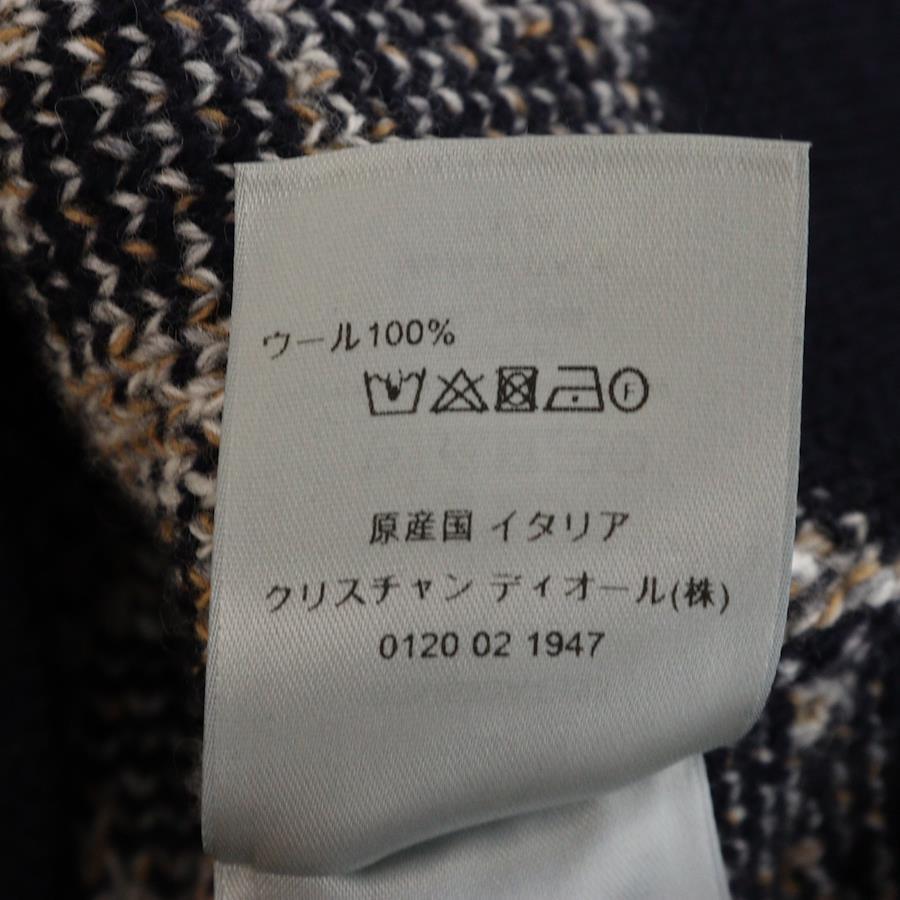 ウール100%
F
原産国 イタリア
クリスチャン ディオール(株)
0120 02 1947